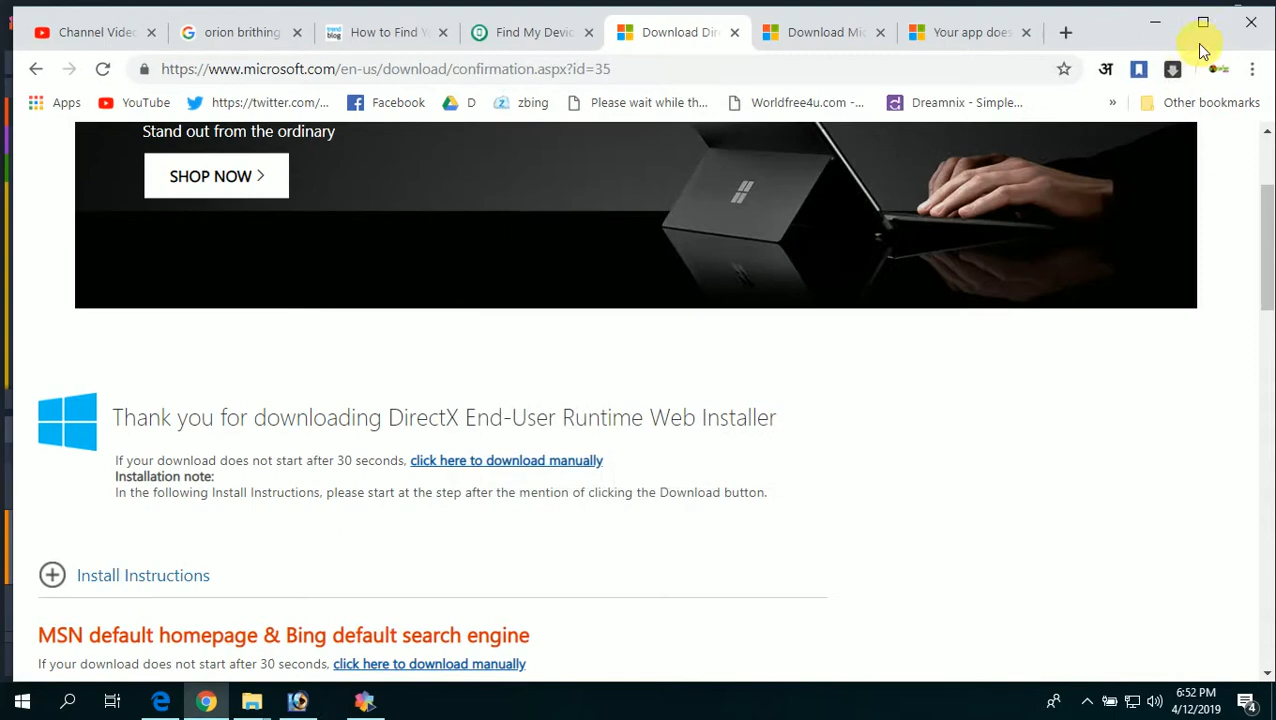 Channel Videc
oron brithing
How to Find Y
Find My Devi
Download Dir
Download Mic
Your app does
https://www.microsoft.com/en-us/download/confirmation.aspx?id=35
अ
Apps
YouTube
https://twitter.com/...
Facebook
D
zbing
Please wait while th...
Worldfree4u.com -...
Dreamnix - Simple...
»
Other bookmarks
Stand out from the ordinary
SHOP NOW >
Thank you for downloading DirectX End-User Runtime Web Installer
If your download does not start after 30 seconds, click here to download manually
Installation note:
In the following Install Instructions, please start at the step after the mention of clicking the Download button.
Install Instructions
MSN default homepage & Bing default search engine
If your download does not start after 30 seconds, click here to download manually
6:52 PM
4/12/2019
4